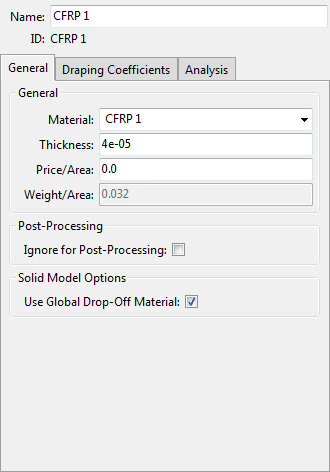 Name: CFRP 1
ID: CFRP 1
General Draping Coefficients Analysis
General
Material: CFRP 1
Thickness: 4e-05
Price/Area: 0.0
Weight/Area: 0.032
Post-Processing
Ignore for Post-Processing:
Solid Model Options
Use Global Drop-Off Material: